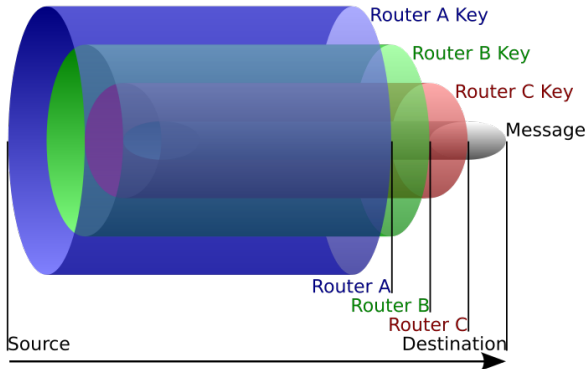 Router A Key
Router B Key
Router C Key
Message
Router A
Router B
Router C
Source
Destination